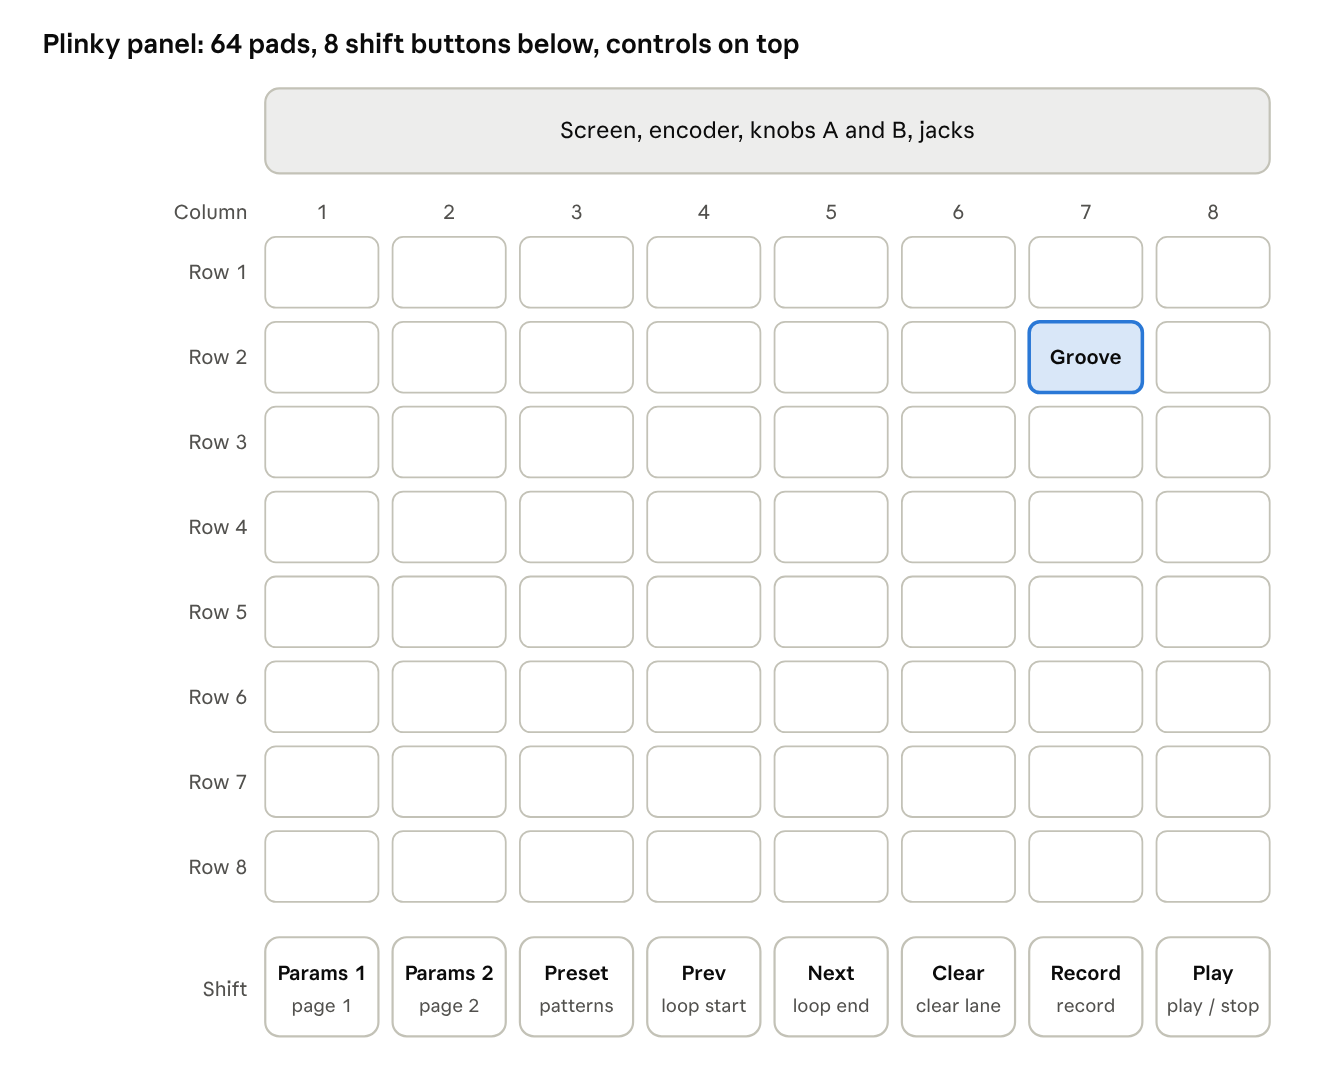 Plinky panel: 64 pads, 8 shift buttons below, controls on top
Screen, encoder, knobs A and B, jacks
Column 1 2 3 4 5 6 7 8
Row 1
Row 2 Groove
Row 3
Row 4
Row 5
Row 6
Row 7
Row 8
Shift
Params 1 Params 2 Preset Prev Next Clear Record Play
page 1 page 2 patterns loop start loop end clear lane record play / stop